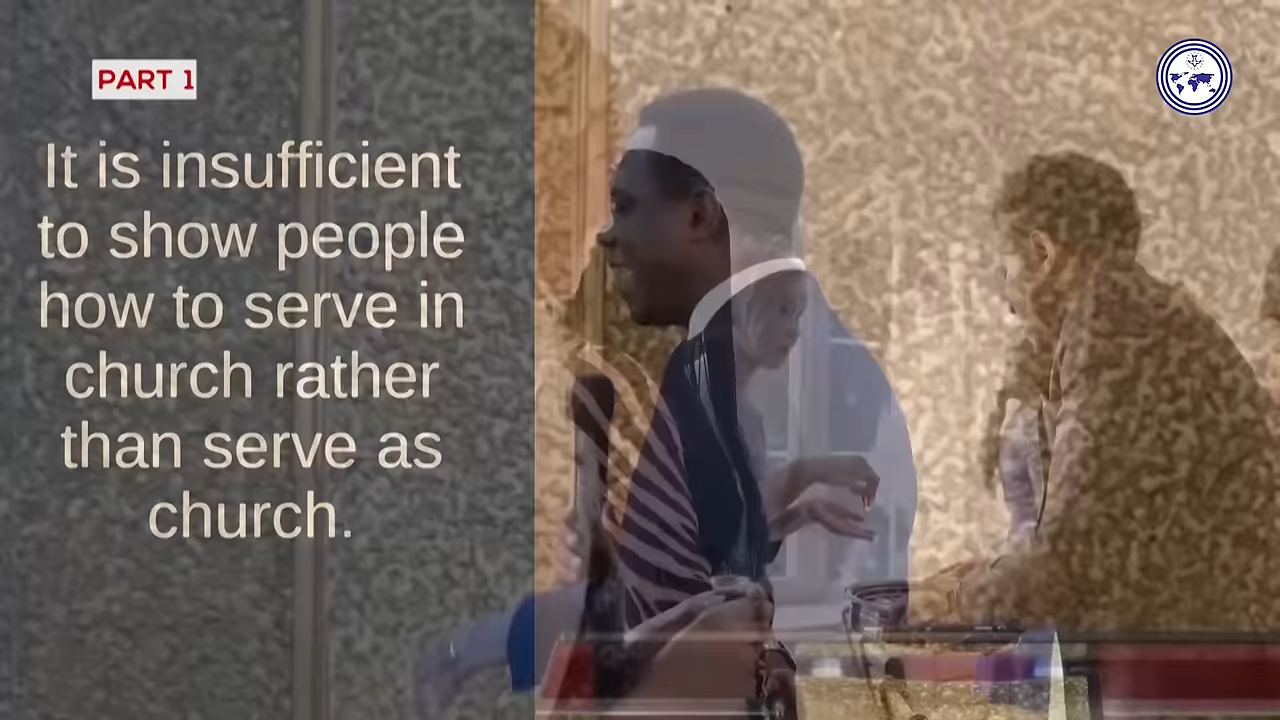 PART 1
It is insufficient
to show people
how to serve in
church rather
than serve as
church.